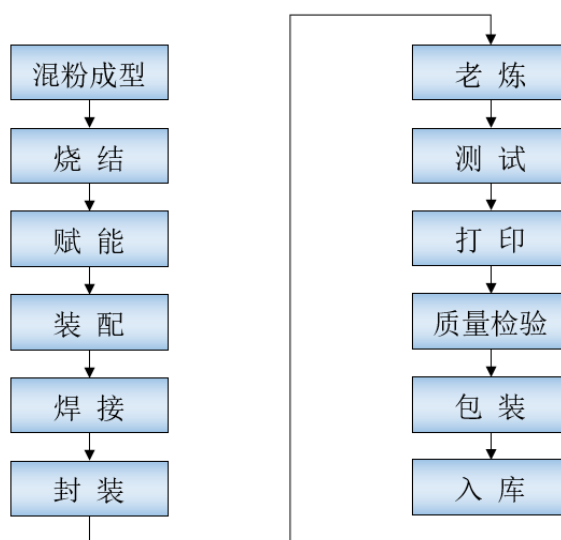 混粉成型
烧 结
赋 能
装 配
焊 接
封 装
老 炼
测 试
打 印
质量检验
包 装
入 库